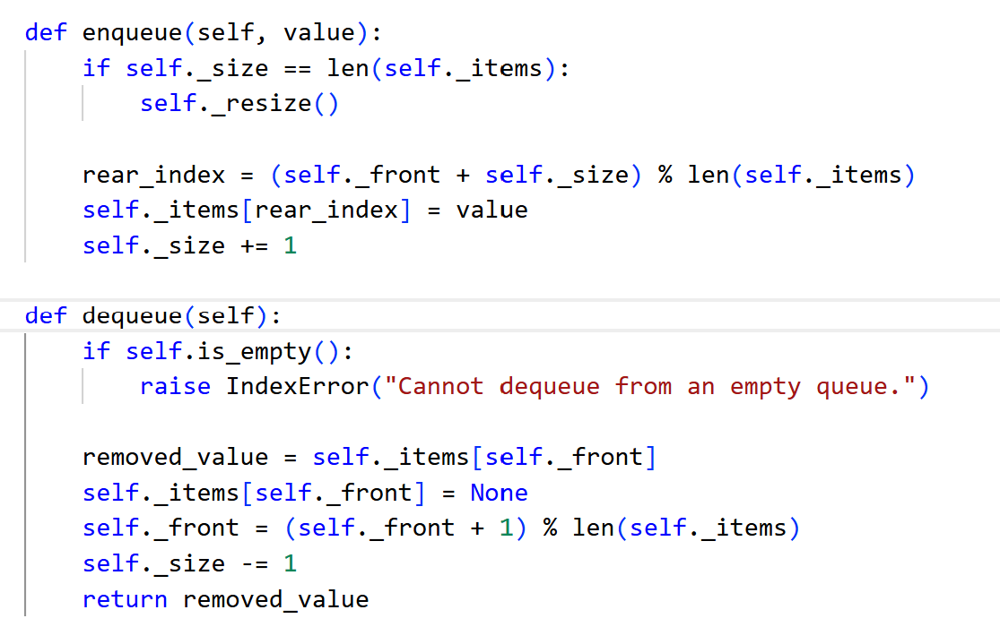 def enqueue(self, value):
    if self._size == len(self._items):
        self._resize()

    rear_index = (self._front + self._size) % len(self._items)
    self._items[rear_index] = value
    self._size += 1

def dequeue(self):
    if self.is_empty():
        raise IndexError("Cannot dequeue from an empty queue.")

    removed_value = self._items[self._front]
    self._items[self._front] = None
    self._front = (self._front + 1) % len(self._items)
    self._size -= 1
    return removed_value